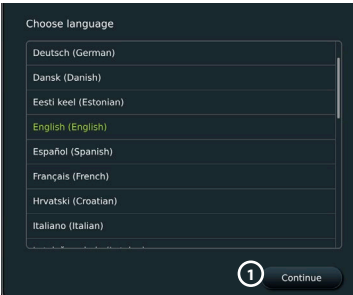 Choose language
Deutsch (German)
Dansk (Danish)
Eesti keel (Estonian)
English (English)
Español (Spanish)
Français (French)
Hrvatski (Croatian)
Italiano (Italian)
1 Continue